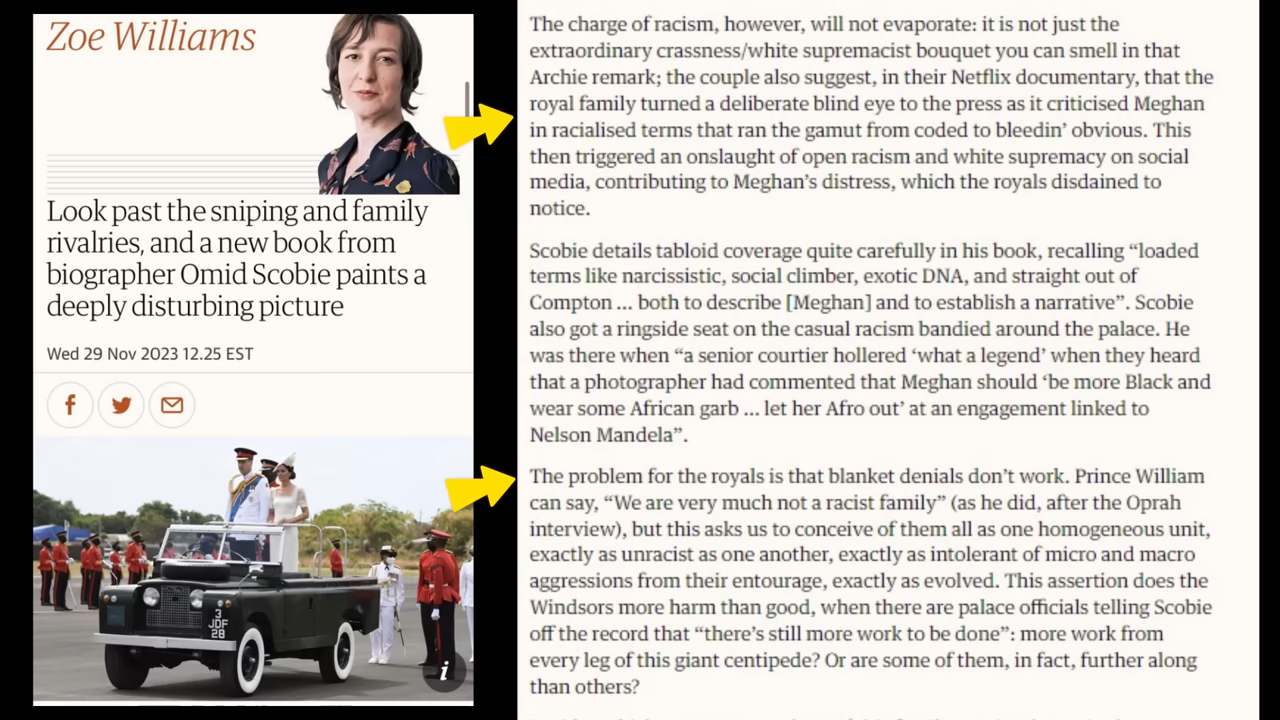 Zoe Williams
Look past the sniping and family
rivalries, and a new book from
biographer Omid Scobie paints a
deeply disturbing picture
Wed 29 Nov 2023 12.25 EST
f
3
JDF
28
i
The charge of racism, however, will not evaporate: it is not just the
extraordinary crassness/white supremacist bouquet you can smell in that
Archie remark; the couple also suggest, in their Netflix documentary, that the
royal family turned a deliberate blind eye to the press as it criticised Meghan
in racialised terms that ran the gamut from coded to bleedin’ obvious. This
then triggered an onslaught of open racism and white supremacy on social
media, contributing to Meghan’s distress, which the royals disdained to
notice.
Scobie details tabloid coverage quite carefully in his book, recalling “loaded
terms like narcissistic, social climber, exotic DNA, and straight out of
Compton ... both to describe [Meghan] and to establish a narrative”. Scobie
also got a ringside seat on the casual racism bandied around the palace. He
was there when “a senior courtier hollered ‘what a legend’ when they heard
that a photographer had commented that Meghan should ‘be more Black and
wear some African garb ... let her Afro out’ at an engagement linked to
Nelson Mandela”.
The problem for the royals is that blanket denials don’t work. Prince William
can say, “We are very much not a racist family” (as he did, after the Oprah
interview), but this asks us to conceive of them all as one homogeneous unit,
exactly as unracist as one another, exactly as intolerant of micro and macro
aggressions from their entourage, exactly as evolved. This assertion does the
Windsors more harm than good, when there are palace officials telling Scobie
off the record that “there’s still more work to be done”: more work from
every leg of this giant centipede? Or are some of them, in fact, further along
than others?